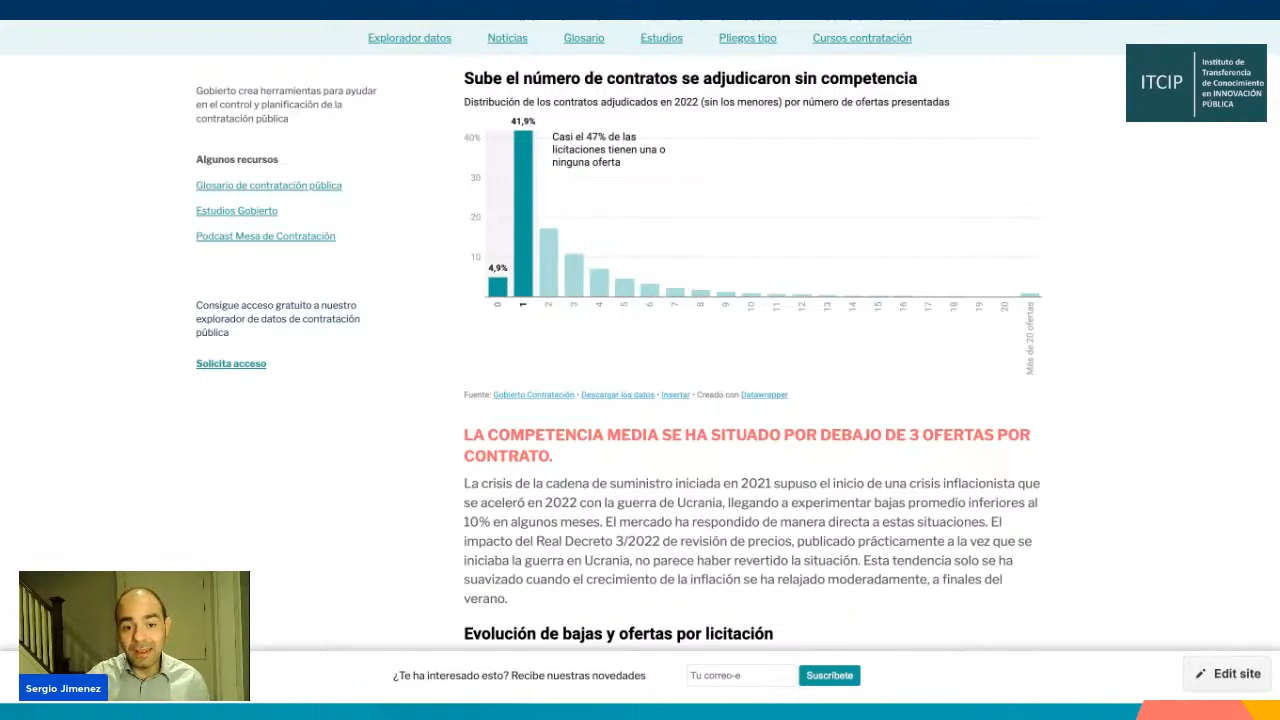 Explorador datos
Noticias
Glosario
Estudios
Pliegos tipo
Cursos contratación
ITCIP
Instituto de
Transferencia
de Conocimiento
en INNOVACIÓN
PÚBLICA
Gobierto crea herramientas para ayudar
en el control y planificación de la
contratación pública
Algunos recursos
Glosario de contratación pública
Estudios Gobierto
Podcast Mesa de Contratación
Consigue acceso gratuito a nuestro
explorador de datos de contratación
pública
Solicita acceso
Sube el número de contratos se adjudicaron sin competencia
Distribución de los contratos adjudicados en 2022 (sin los menores) por número de ofertas presentadas
41,9%
Casi el 47% de las
licitaciones tienen una o
ninguna oferta
40%
30
20
10
4,9%
0
1
2
3
4
5
6
7
8
9
10
11
12
13
14
15
16
17
18
19
20
Más de 20 ofertas
Fuente: Gobierto Contratación • Descargar los datos • Insertar • Creado con Datawrapper
LA COMPETENCIA MEDIA SE HA SITUADO POR DEBAJO DE 3 OFERTAS POR
CONTRATO.
La crisis de la cadena de suministro iniciada en 2021 supuso el inicio de una crisis inflacionista que
se aceleró en 2022 con la guerra de Ucrania, llegando a experimentar bajas promedio inferiores al
10% en algunos meses. El mercado ha respondido de manera directa a estas situaciones. El
impacto del Real Decreto 3/2022 de revisión de precios, publicado prácticamente a la vez que se
iniciaba la guerra en Ucrania, no parece haber revertido la situación. Esta tendencia solo se ha
suavizado cuando el crecimiento de la inflación se ha relajado moderadamente, a finales del
verano.
Evolución de bajas y ofertas por licitación
¿Te ha interesado esto? Recibe nuestras novedades
Tu correo-e
Suscríbete
Edit site
Sergio Jimenez